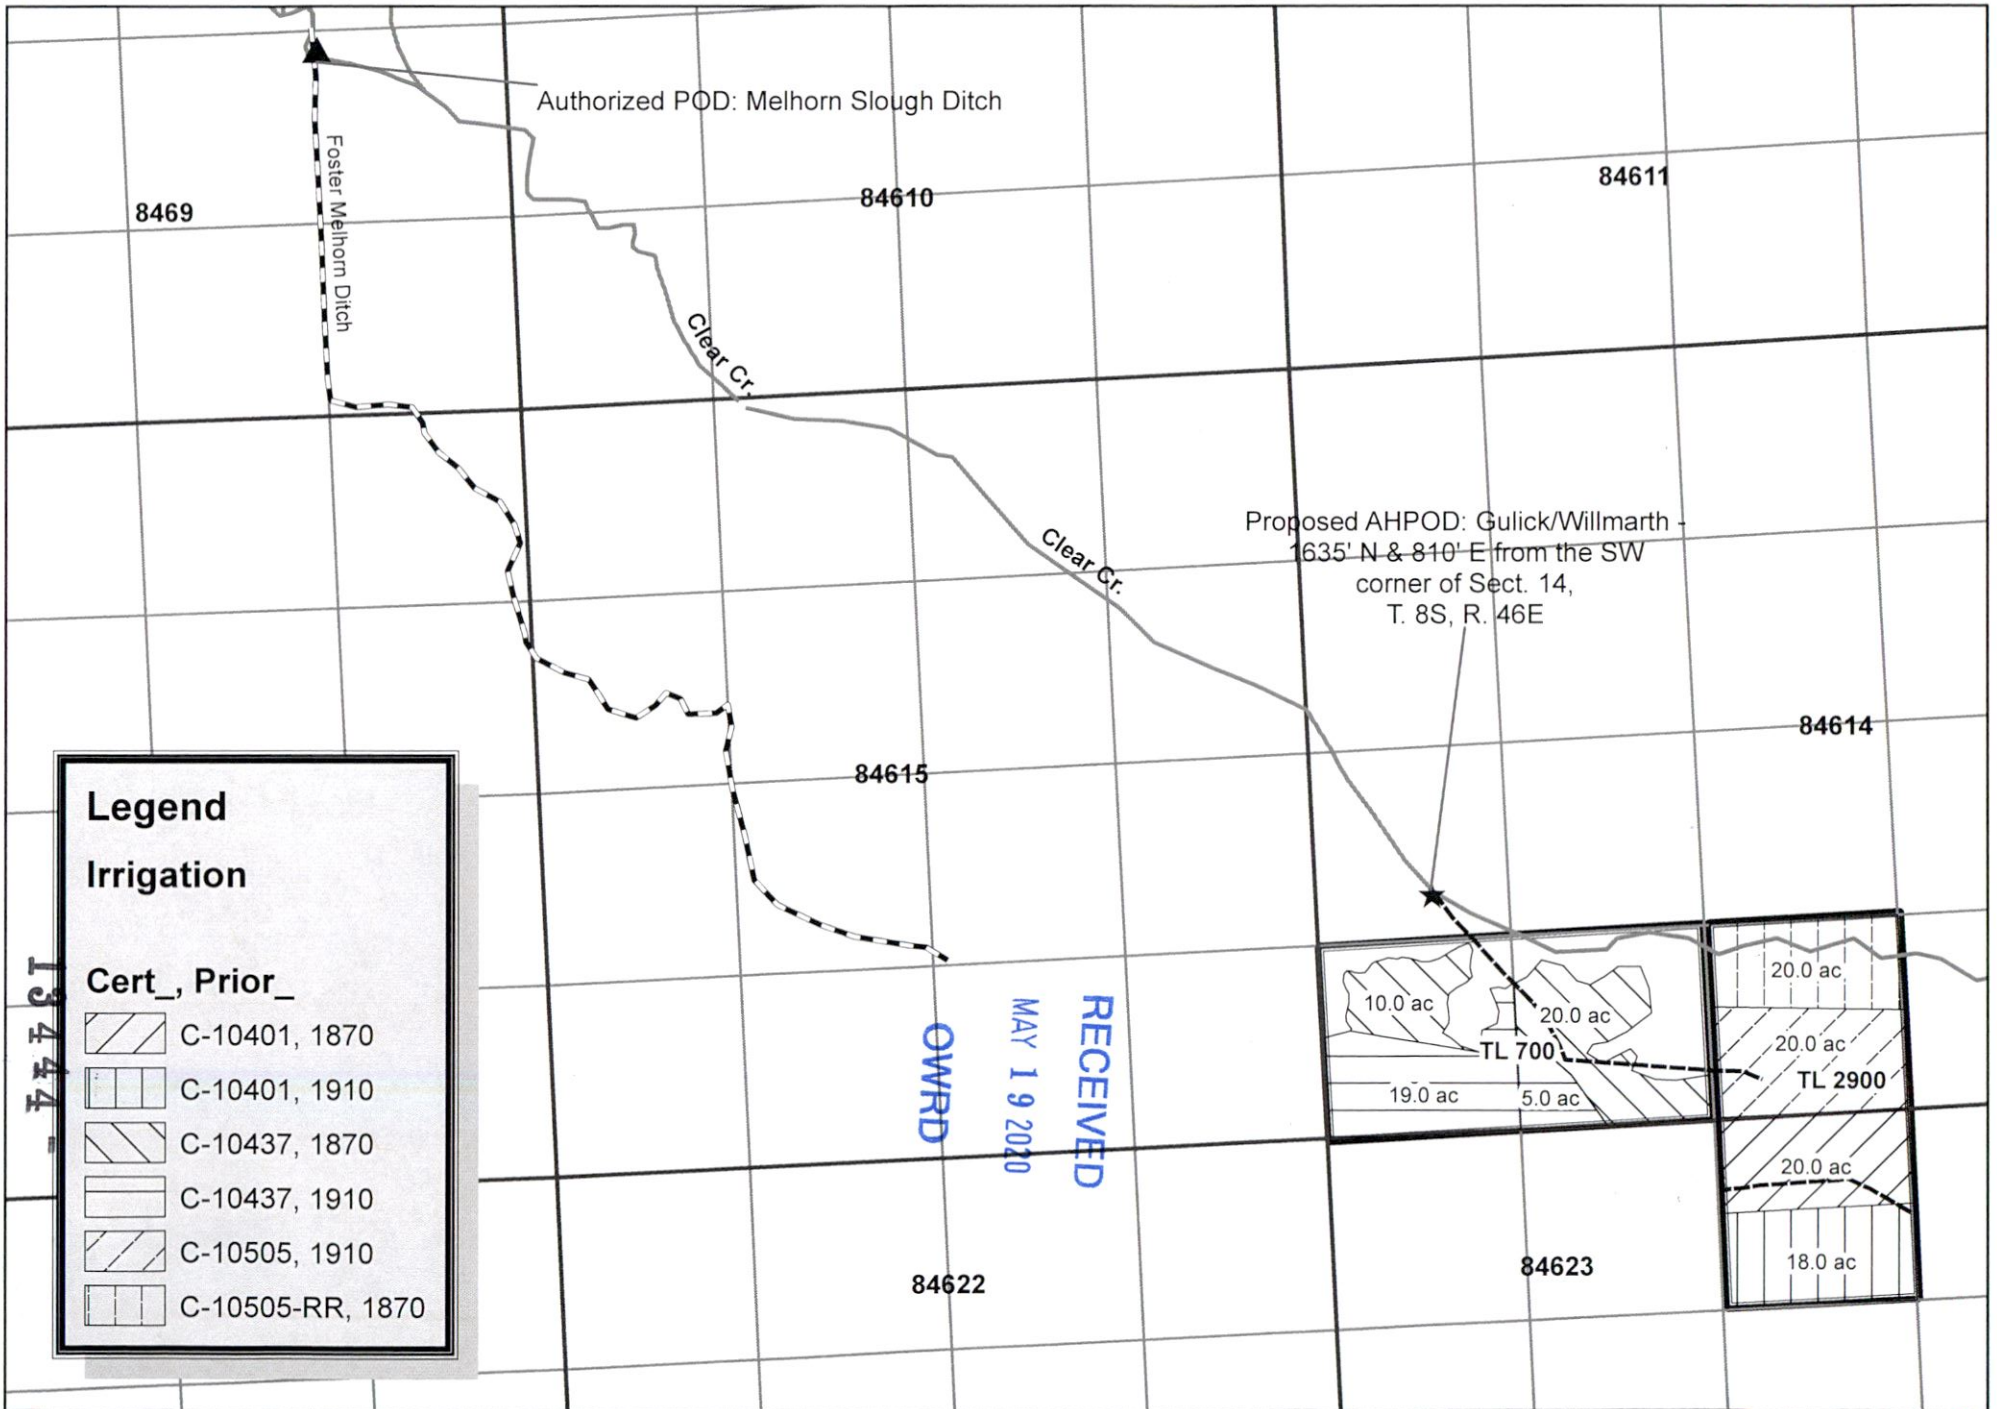 Authorized POD: Melhorn Slough Ditch
Foster Melhorn Ditch
8469
84610
84611
Clear Cr.
Clear Cr.
Proposed AHPOD: Gulick/Willmarth -
1635' N & 810' E from the SW
corner of Sect. 14,
T. 8S, R. 46E
84614
84615
Legend
Irrigation
Cert_, Prior_
C-10401, 1870
C-10401, 1910
C-10437, 1870
C-10437, 1910
C-10505, 1910
C-10505-RR, 1870
13444-
RECEIVED
MAY 19 2020
OWRD
10.0 ac
20.0 ac
TL 700
19.0 ac
5.0 ac
20.0 ac
20.0 ac
TL 2900
20.0 ac
18.0 ac
84622
84623